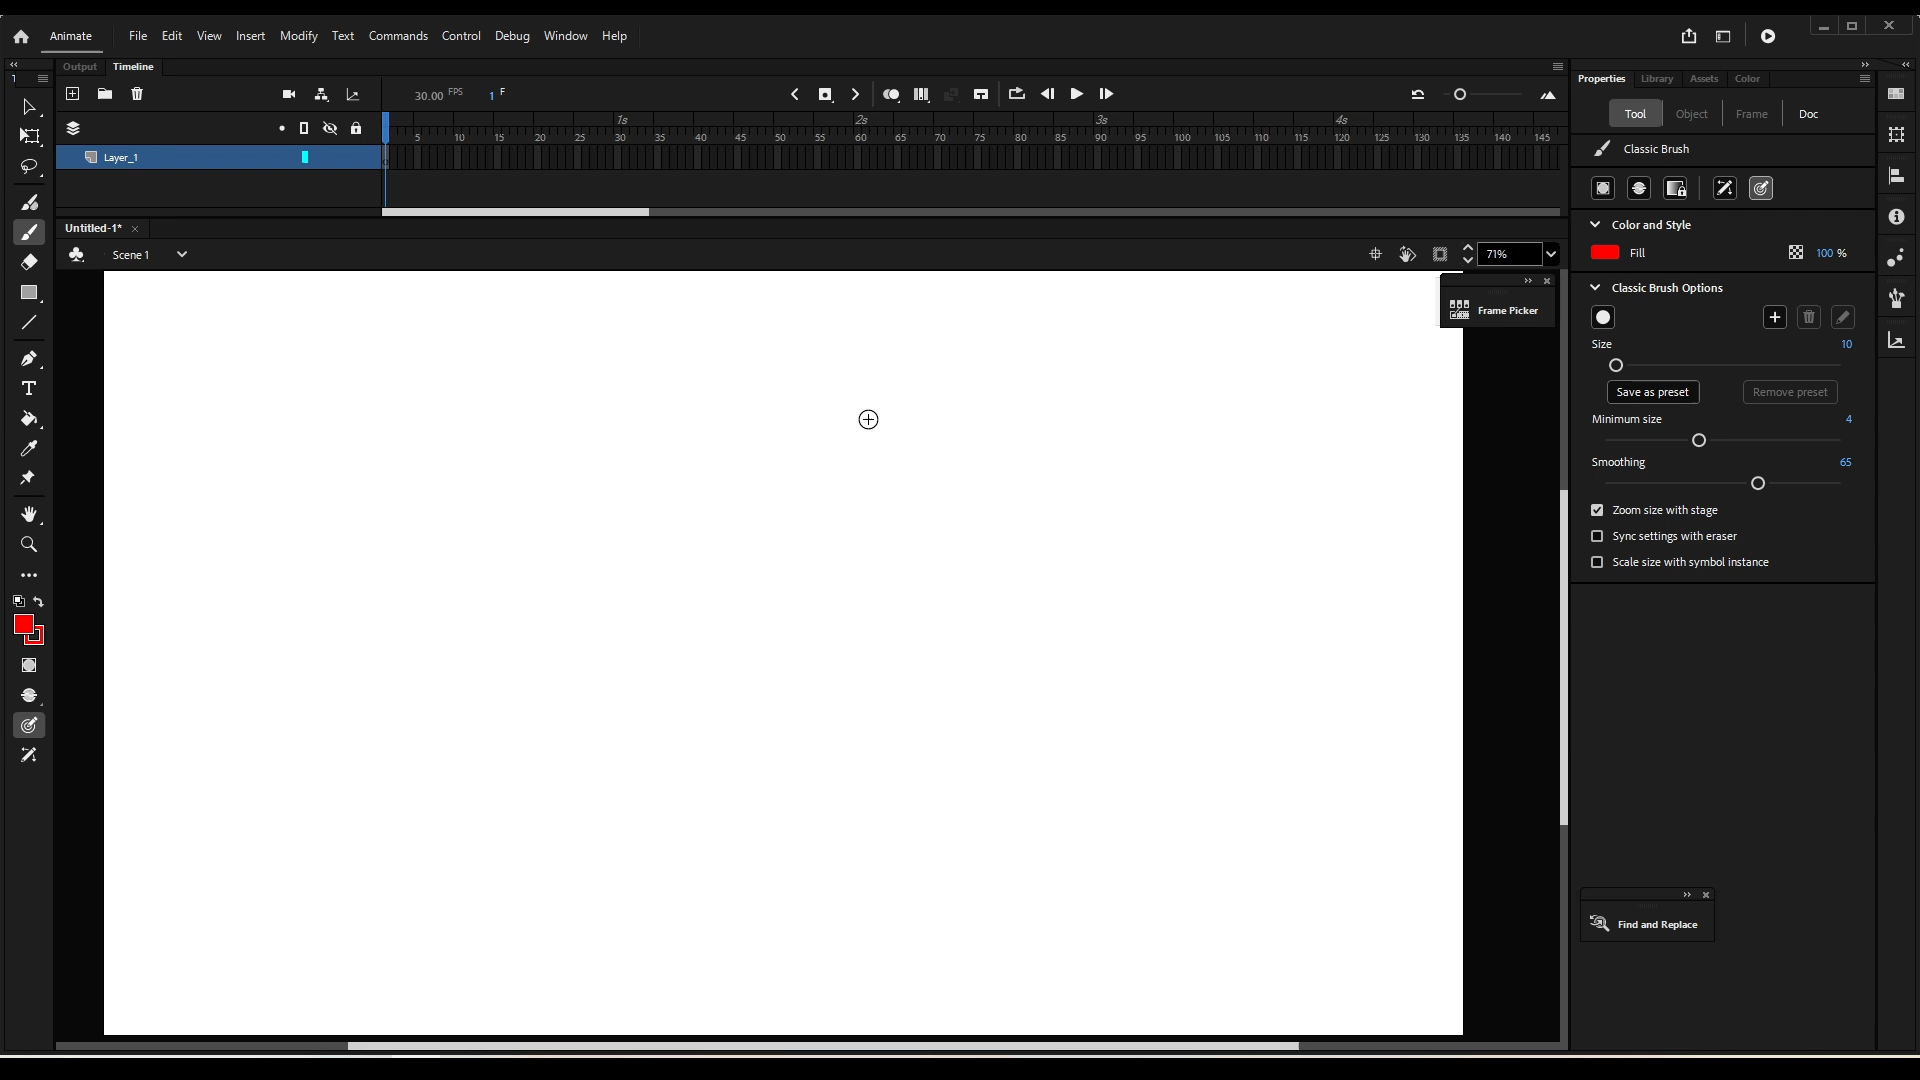 Animate File Edit View Insert Modify Text Commands Control Debug Window Help
Output Timeline
Properties Library Assets Color
30.00 FPS 1 F
Tool Object Frame Doc
1s 2s 3s 4s
5 10 15 20 25 30 35 40 45 50 55 60 65 70 75 80 85 90 95 100 105 110 115 120 125 130 135 140 145
Layer_1
Classic Brush
Untitled-1*
Scene 1
71%
Color and Style
Fill 100 %
Frame Picker
Classic Brush Options
Size 10
Save as preset Remove preset
Minimum size 4
Smoothing 65
Zoom size with stage
Sync settings with eraser
Scale size with symbol instance
Find and Replace